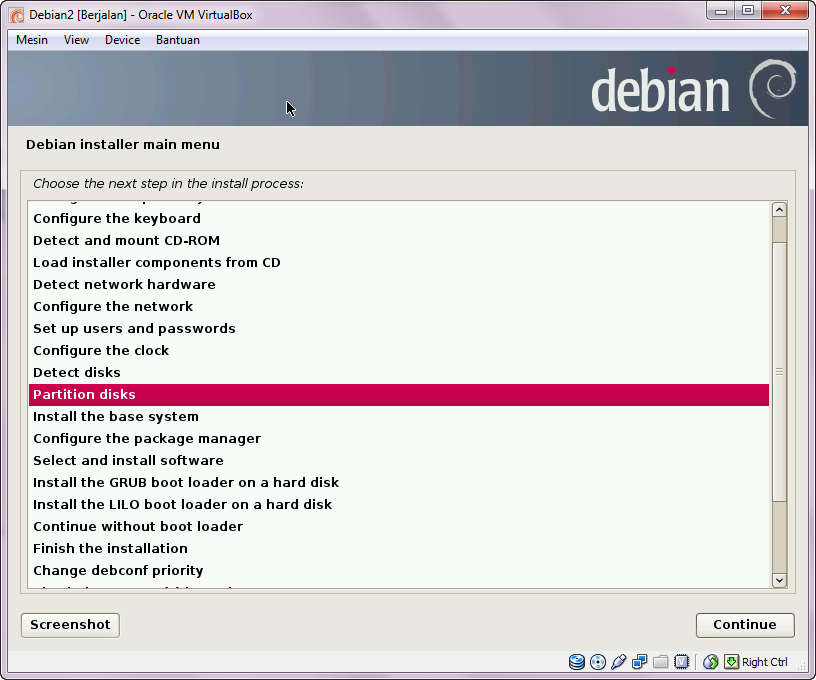 Debian2 [Berjalan] - Oracle VM VirtualBox
Mesin View Device Bantuan
debian
Debian installer main menu
Choose the next step in the install process:
Configure the keyboard
Detect and mount CD-ROM
Load installer components from CD
Detect network hardware
Configure the network
Set up users and passwords
Configure the clock
Detect disks
Partition disks
Install the base system
Configure the package manager
Select and install software
Install the GRUB boot loader on a hard disk
Install the LILO boot loader on a hard disk
Continue without boot loader
Finish the installation
Change debconf priority
Screenshot Continue
Right Ctrl